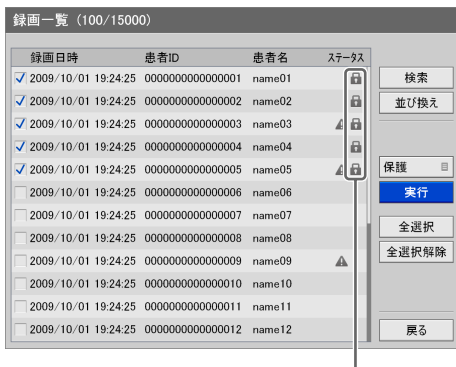 録画一覧 (100/15000)
録画日時 患者ID 患者名 ステータス
2009/10/01 19:24:25 0000000000000001 name01
2009/10/01 19:24:25 0000000000000002 name02
2009/10/01 19:24:25 0000000000000003 name03
2009/10/01 19:24:25 0000000000000004 name04
2009/10/01 19:24:25 0000000000000005 name05
2009/10/01 19:24:25 0000000000000006 name06
2009/10/01 19:24:25 0000000000000007 name07
2009/10/01 19:24:25 0000000000000008 name08
2009/10/01 19:24:25 0000000000000009 name09
2009/10/01 19:24:25 0000000000000010 name10
2009/10/01 19:24:25 0000000000000011 name11
2009/10/01 19:24:25 0000000000000012 name12
検索
並び換え
保護
実行
全選択
全選択解除
戻る